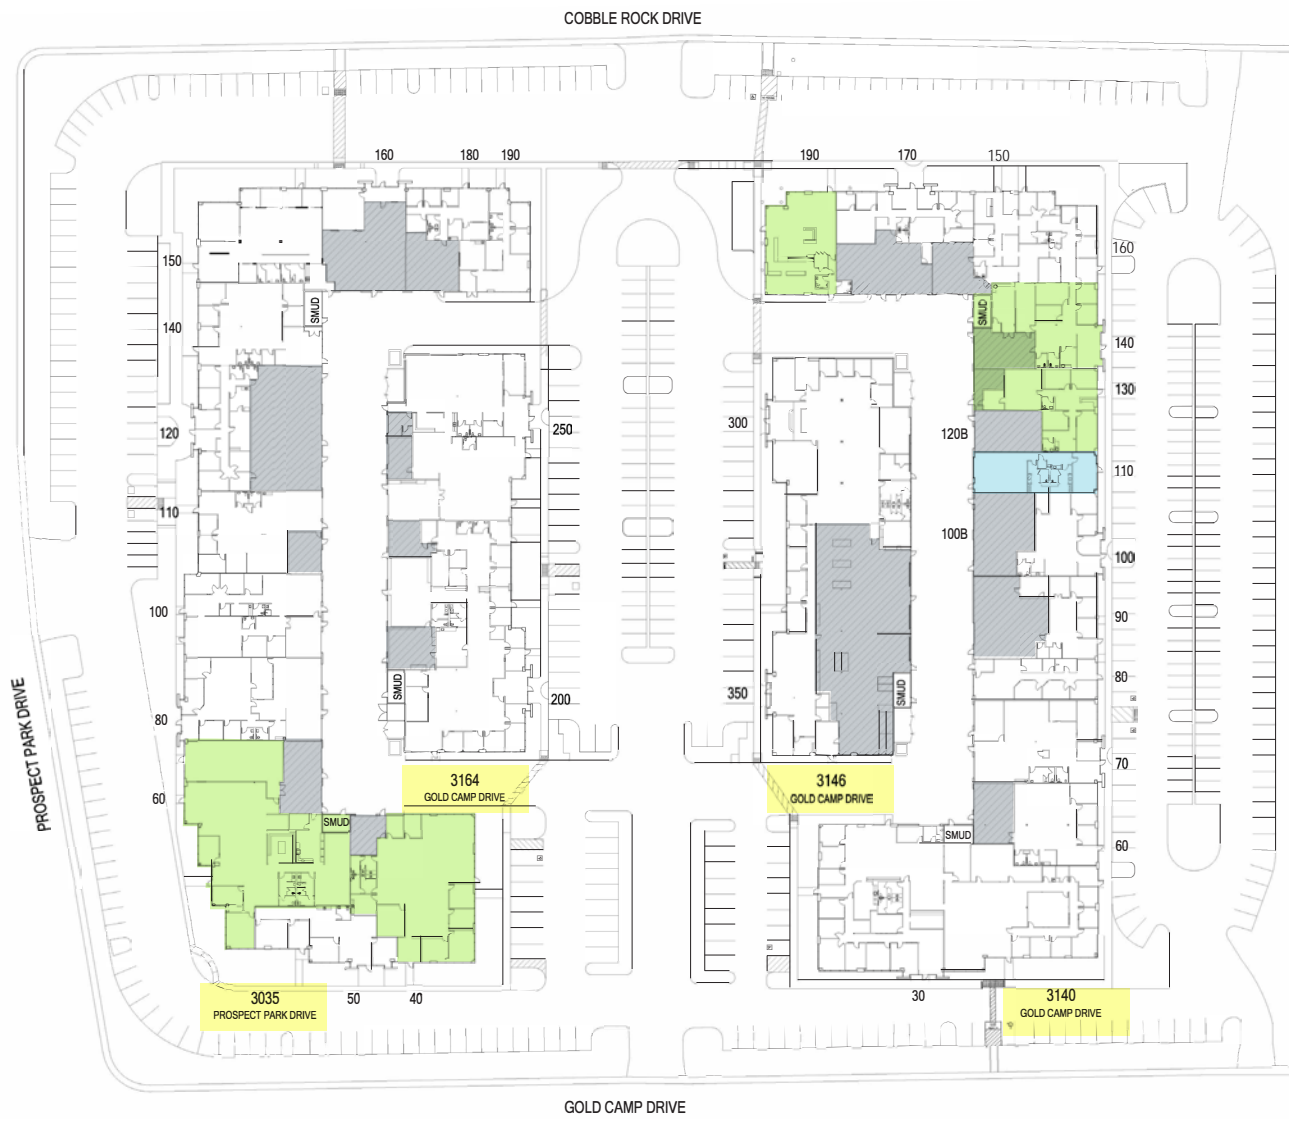 COBBLE ROCK DRIVE
160
180
190
190
170
150
150
160
SMUD
SMUD
140
140
130
120
250
300
120B
110
110
100B
100
100
90
SMUD
200
350
SMUD
80
80
70
PROSPECT PARK DRIVE
60
3164
GOLD CAMP DRIVE
3146
GOLD CAMP DRIVE
SMUD
SMUD
60
3035
PROSPECT PARK DRIVE
50
40
30
3140
GOLD CAMP DRIVE
GOLD CAMP DRIVE